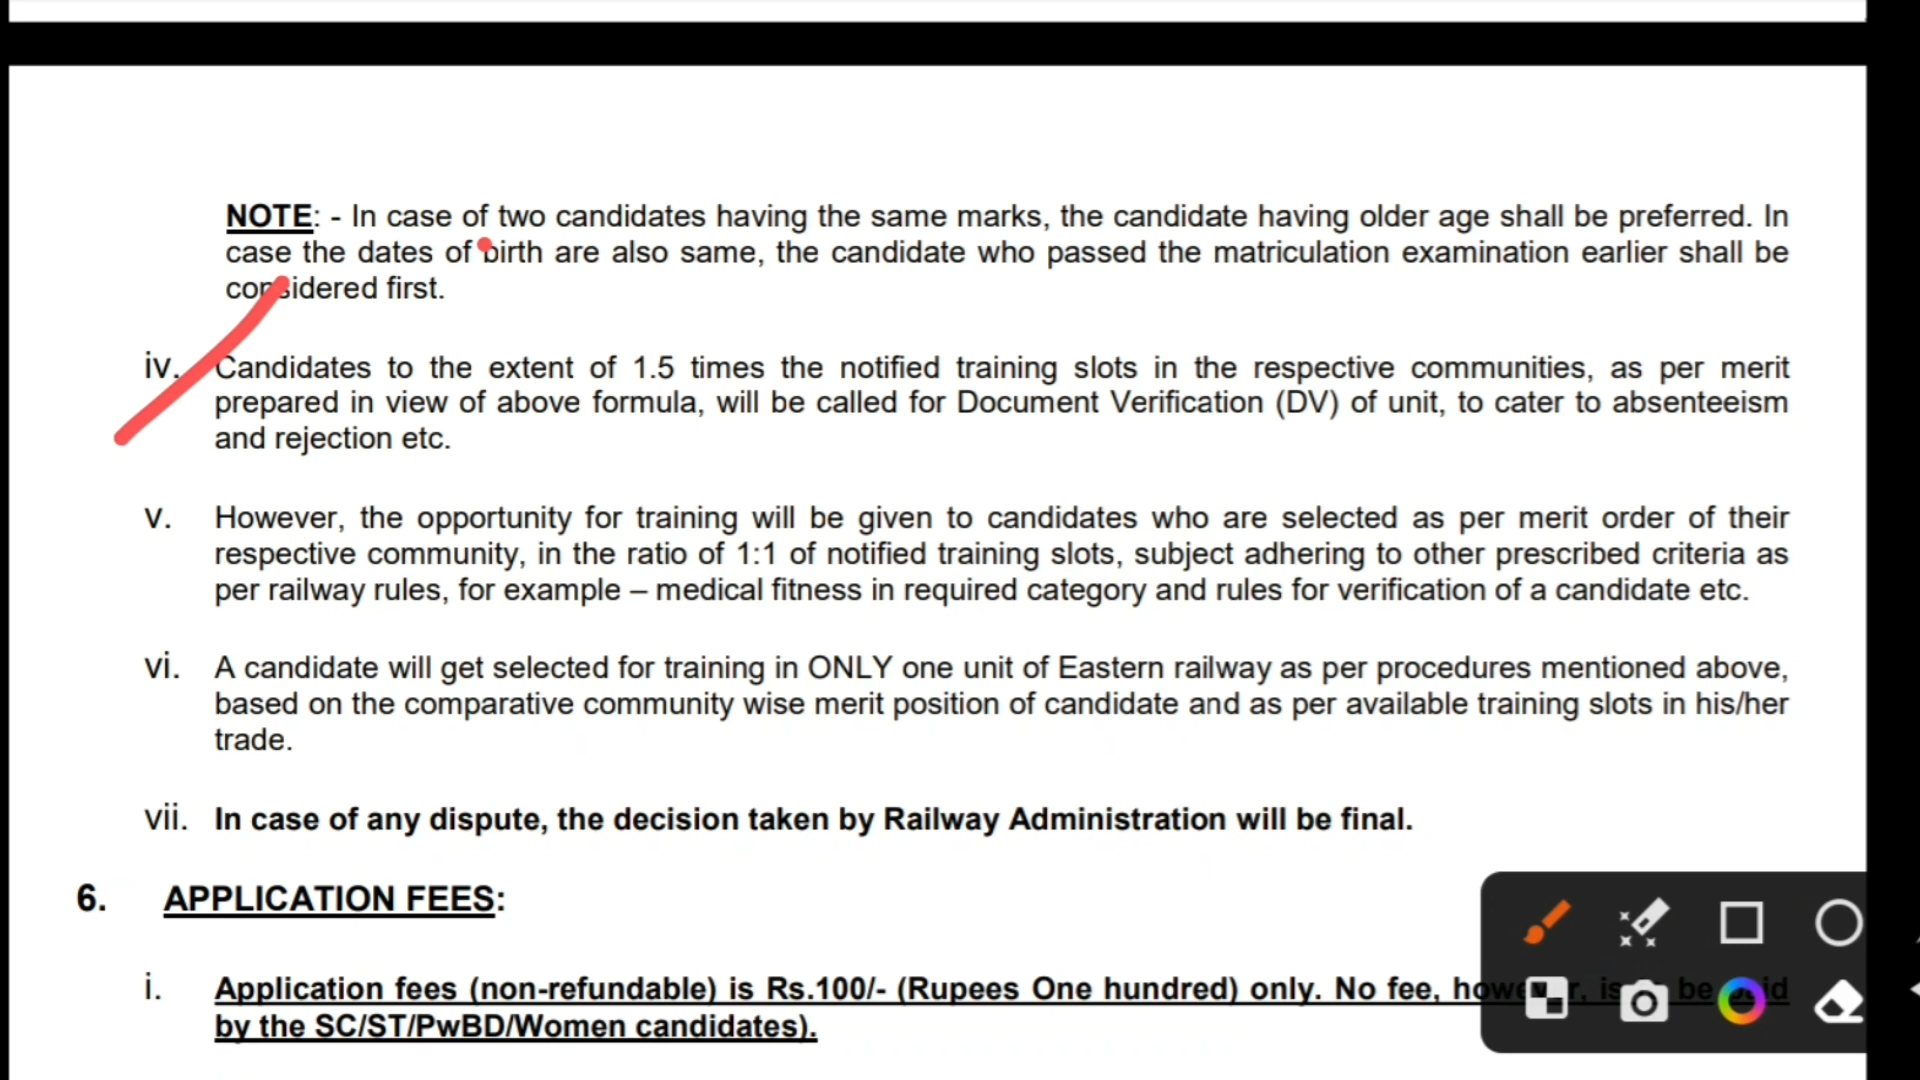 NOTE: - In case of two candidates having the same marks, the candidate having older age shall be preferred. In
case the dates of birth are also same, the candidate who passed the matriculation examination earlier shall be
considered first.
iv. Candidates to the extent of 1.5 times the notified training slots in the respective communities, as per merit
prepared in view of above formula, will be called for Document Verification (DV) of unit, to cater to absenteeism
and rejection etc.
v. However, the opportunity for training will be given to candidates who are selected as per merit order of their
respective community, in the ratio of 1:1 of notified training slots, subject adhering to other prescribed criteria as
per railway rules, for example – medical fitness in required category and rules for verification of a candidate etc.
vi. A candidate will get selected for training in ONLY one unit of Eastern railway as per procedures mentioned above,
based on the comparative community wise merit position of candidate and as per available training slots in his/her
trade.
vii. In case of any dispute, the decision taken by Railway Administration will be final.
6. APPLICATION FEES:
i. Application fees (non-refundable) is Rs.100/- (Rupees One hundred) only. No fee, however, is be
by the SC/ST/PwBD/Women candidates).